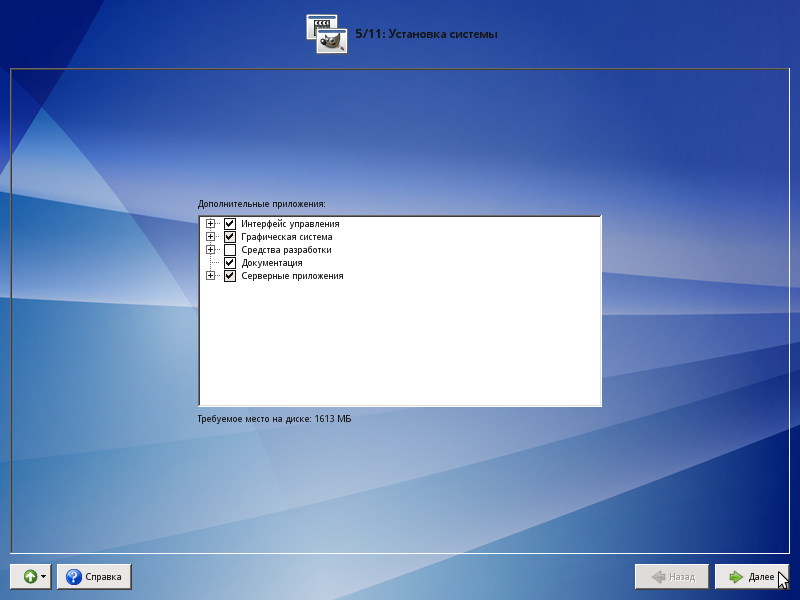 5/11: Установка системы
Дополнительные приложения:
Интерфейс управления
Графическая система
Средства разработки
Документация
Серверные приложения
Требуемое место на диске: 1613 МБ
Справка
Назад
Далее